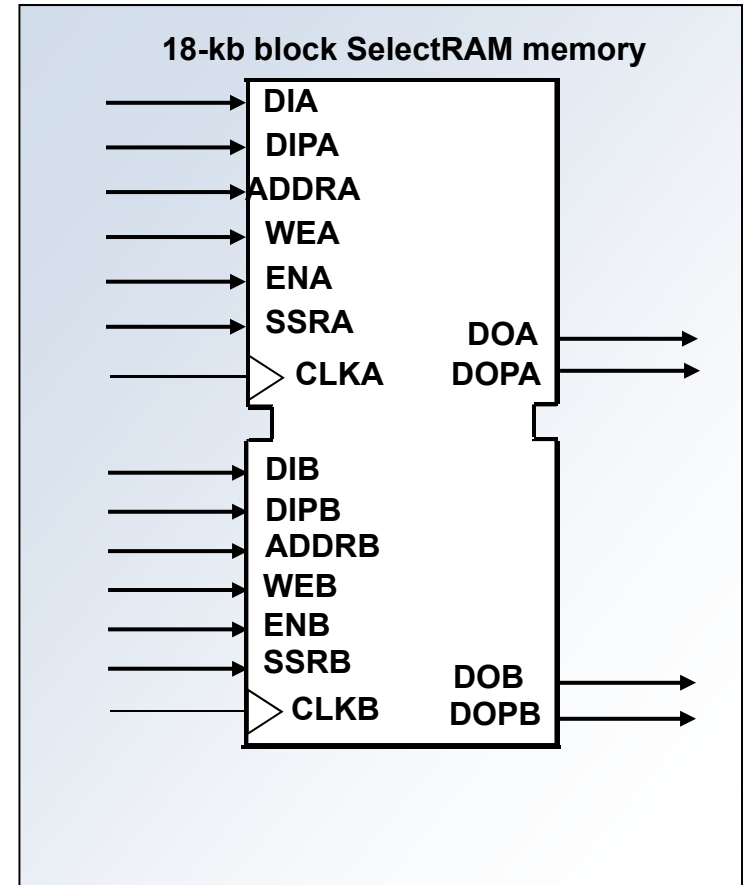 18-kb block SelectRAM memory
DIA
DIPA
ADDRA
WEA
ENA
SSRA
DOA
CLKA
DOPA
DIB
DIPB
ADDRB
WEB
ENB
SSRB
DOB
CLKB
DOPB